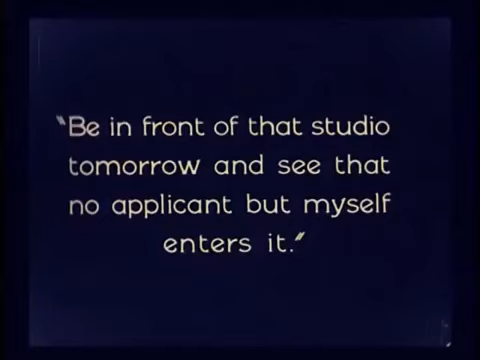 "Be in front of that studio
tomorrow and see that
no applicant but myself
enters it."